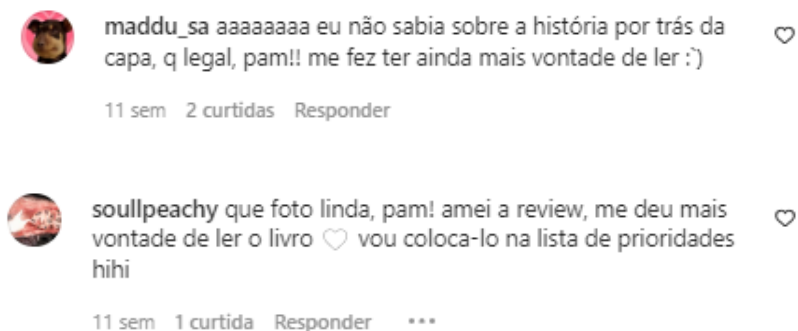 maddu_sa aaaaaaaa eu não sabia sobre a história por trás da
capa, q legal, pam!! me fez ter ainda mais vontade de ler :`)
11 sem 2 curtidas Responder
soullpeachy que foto linda, pam! amei a review, me deu mais
vontade de ler o livro 🤍 vou coloca-lo na lista de prioridades
hihi
11 sem 1 curtida Responder •••